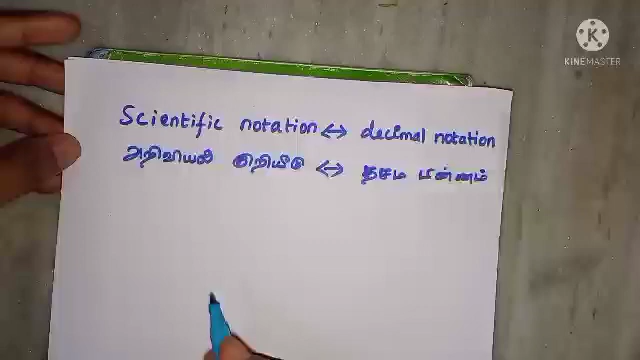 Scientific notation ↔ decimal notation
அறிவியல் குறியீடு ↔ தசம பின்னம்
KINEMASTER